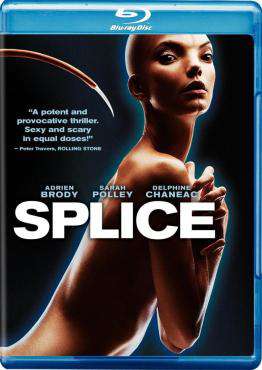 Blu-ray Disc
"A POTENT AND
PROVOCATIVE THRILLER.
SEXY AND SCARY
IN EQUAL DOSES!"
– Peter Travers, ROLLING STONE
ADRIEN SARAH DELPHINE
BRODY POLLEY CHANEAC
SPLICE